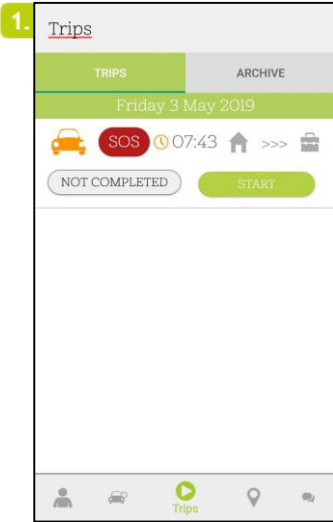 1.
Trips
TRIPS ARCHIVE
Friday 3 May 2019
SOS 07:43 >>>
NOT COMPLETED START
Trips